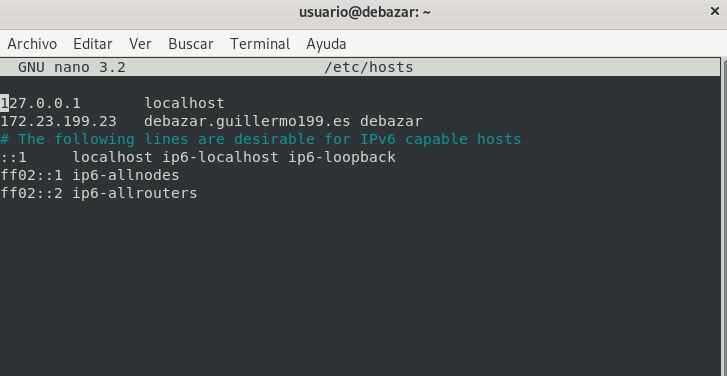 usuario@debazar: ~ ×
Archivo Editar Ver Buscar Terminal Ayuda
GNU nano 3.2 /etc/hosts
127.0.0.1 localhost
172.23.199.23 debazar.guillermo199.es debazar
# The following lines are desirable for IPv6 capable hosts
::1 localhost ip6-localhost ip6-loopback
ff02::1 ip6-allnodes
ff02::2 ip6-allrouters